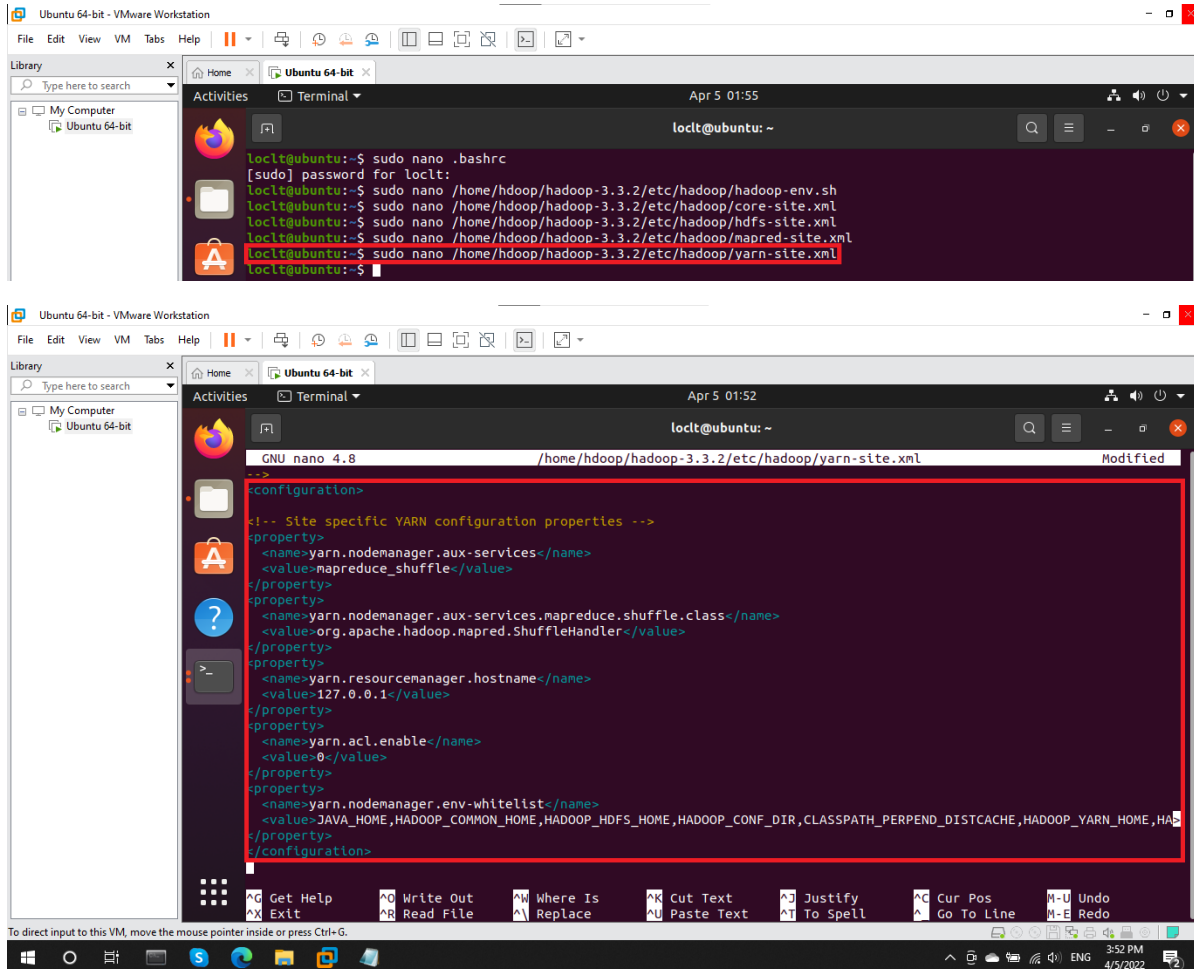 Ubuntu 64-bit - VMware Workstation
File Edit View VM Tabs Help
Library
Type here to search
My Computer
Ubuntu 64-bit
Home
Ubuntu 64-bit
Activities Terminal Apr 5 01:55
loclt@ubuntu: ~
loclt@ubuntu:~$ sudo nano .bashrc
[sudo] password for loclt:
loclt@ubuntu:~$ sudo nano /home/hdoop/hadoop-3.3.2/etc/hadoop/hadoop-env.sh
loclt@ubuntu:~$ sudo nano /home/hdoop/hadoop-3.3.2/etc/hadoop/core-site.xml
loclt@ubuntu:~$ sudo nano /home/hdoop/hadoop-3.3.2/etc/hadoop/hdfs-site.xml
loclt@ubuntu:~$ sudo nano /home/hdoop/hadoop-3.3.2/etc/hadoop/mapred-site.xml
loclt@ubuntu:~$ sudo nano /home/hdoop/hadoop-3.3.2/etc/hadoop/yarn-site.xml
loclt@ubuntu:~$
Ubuntu 64-bit - VMware Workstation
File Edit View VM Tabs Help
Library
Type here to search
My Computer
Ubuntu 64-bit
Home
Ubuntu 64-bit
Activities Terminal Apr 5 01:52
loclt@ubuntu: ~
GNU nano 4.8 /home/hdoop/hadoop-3.3.2/etc/hadoop/yarn-site.xml Modified
-->
<configuration>
<!-- Site specific YARN configuration properties -->
<property>
<name>yarn.nodemanager.aux-services</name>
<value>mapreduce_shuffle</value>
</property>
<property>
<name>yarn.nodemanager.aux-services.mapreduce.shuffle.class</name>
<value>org.apache.hadoop.mapred.ShuffleHandler</value>
</property>
<property>
<name>yarn.resourcemanager.hostname</name>
<value>127.0.0.1</value>
</property>
<property>
<name>yarn.acl.enable</name>
<value>0</value>
</property>
<property>
<name>yarn.nodemanager.env-whitelist</name>
<value>JAVA_HOME,HADOOP_COMMON_HOME,HADOOP_HDFS_HOME,HADOOP_CONF_DIR,CLASSPATH_PERPEND_DISTCACHE,HADOOP_YARN_HOME,HA>
</property>
</configuration>
^G Get Help ^O Write Out ^W Where Is ^K Cut Text ^J Justify ^C Cur Pos M-U Undo
^X Exit ^R Read File ^\ Replace ^U Paste Text ^T To Spell ^_ Go To Line M-E Redo
To direct input to this VM, move the mouse pointer inside or press Ctrl+G.
ENG
3:52 PM
4/5/2022
2